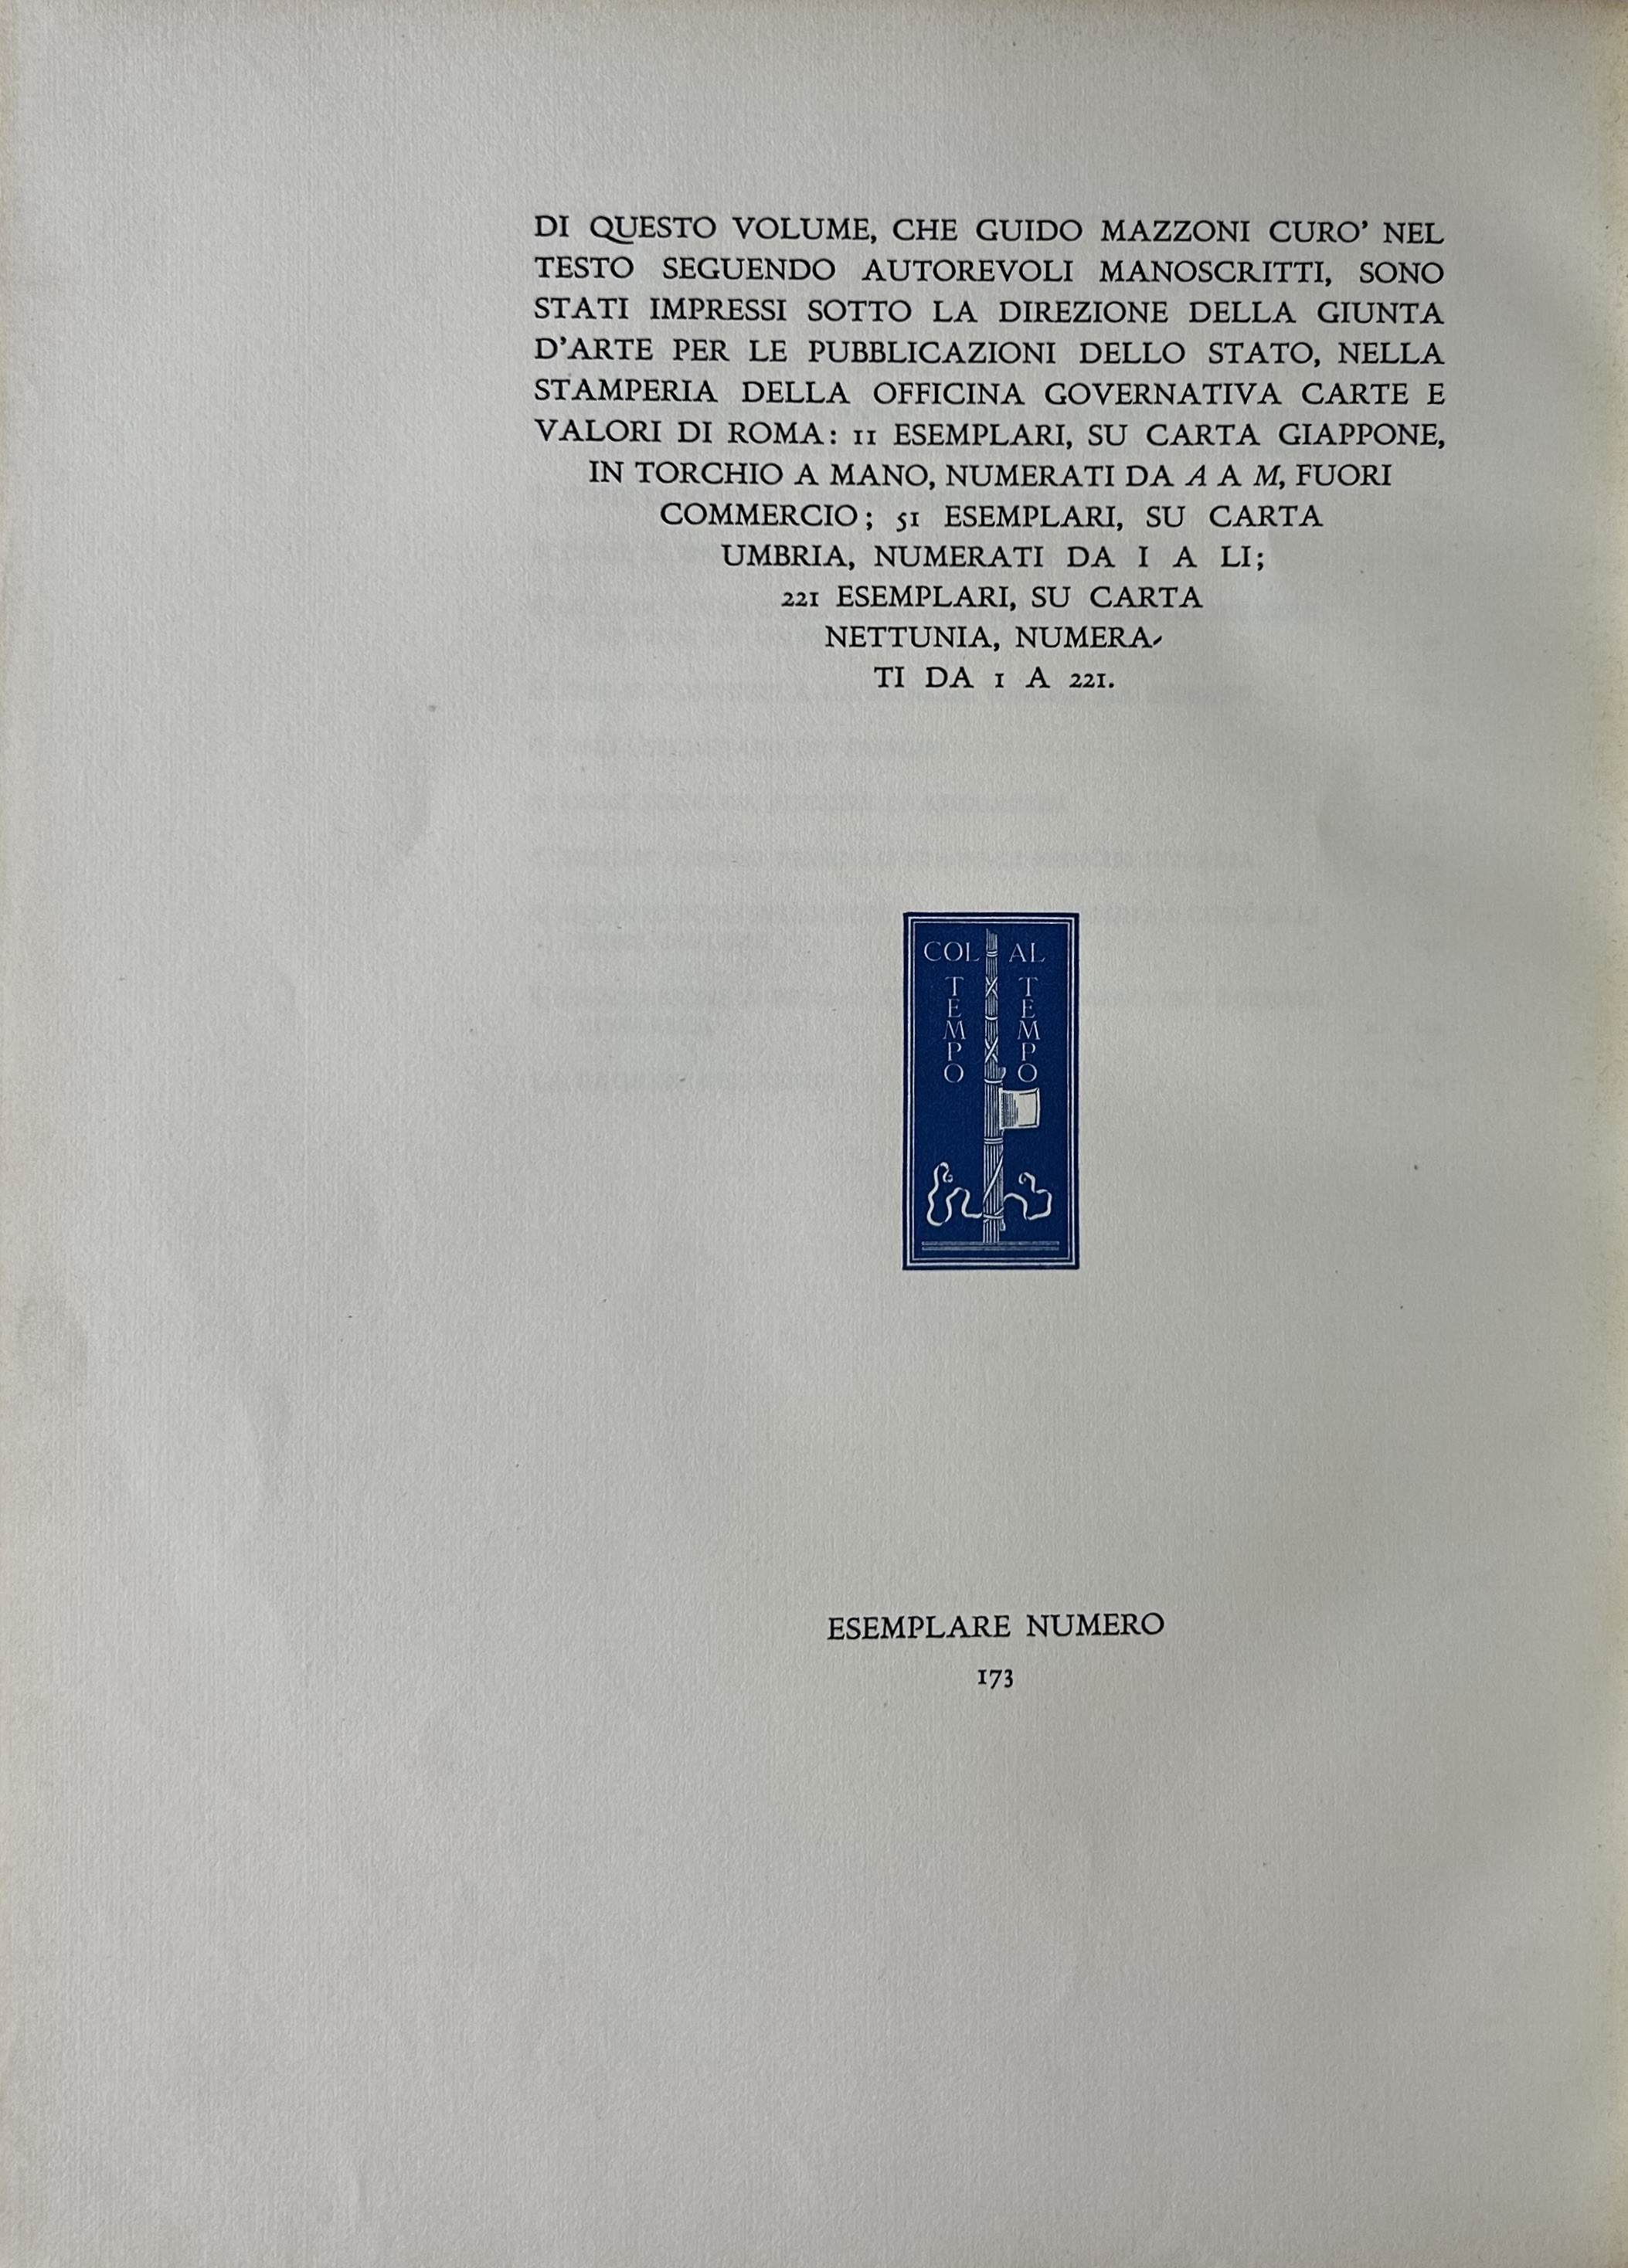 DI QUESTO VOLUME, CHE GUIDO MAZZONI CURO’ NEL
TESTO SEGUENDO AUTOREVOLI MANOSCRITTI, SONO
STATI IMPRESSI SOTTO LA DIREZIONE DELLA GIUNTA
D’ARTE PER LE PUBBLICAZIONI DELLO STATO, NELLA
STAMPERIA DELLA OFFICINA GOVERNATIVA CARTE E
VALORI DI ROMA: 11 ESEMPLARI, SU CARTA GIAPPONE,
IN TORCHIO A MANO, NUMERATI DA A A M, FUORI
COMMERCIO; 51 ESEMPLARI, SU CARTA
UMBRIA, NUMERATI DA I A LI;
221 ESEMPLARI, SU CARTA
NETTUNIA, NUMERA-
TI DA 1 A 221.
COL TEMPO
AL TEMPO
ESEMPLARE NUMERO
173